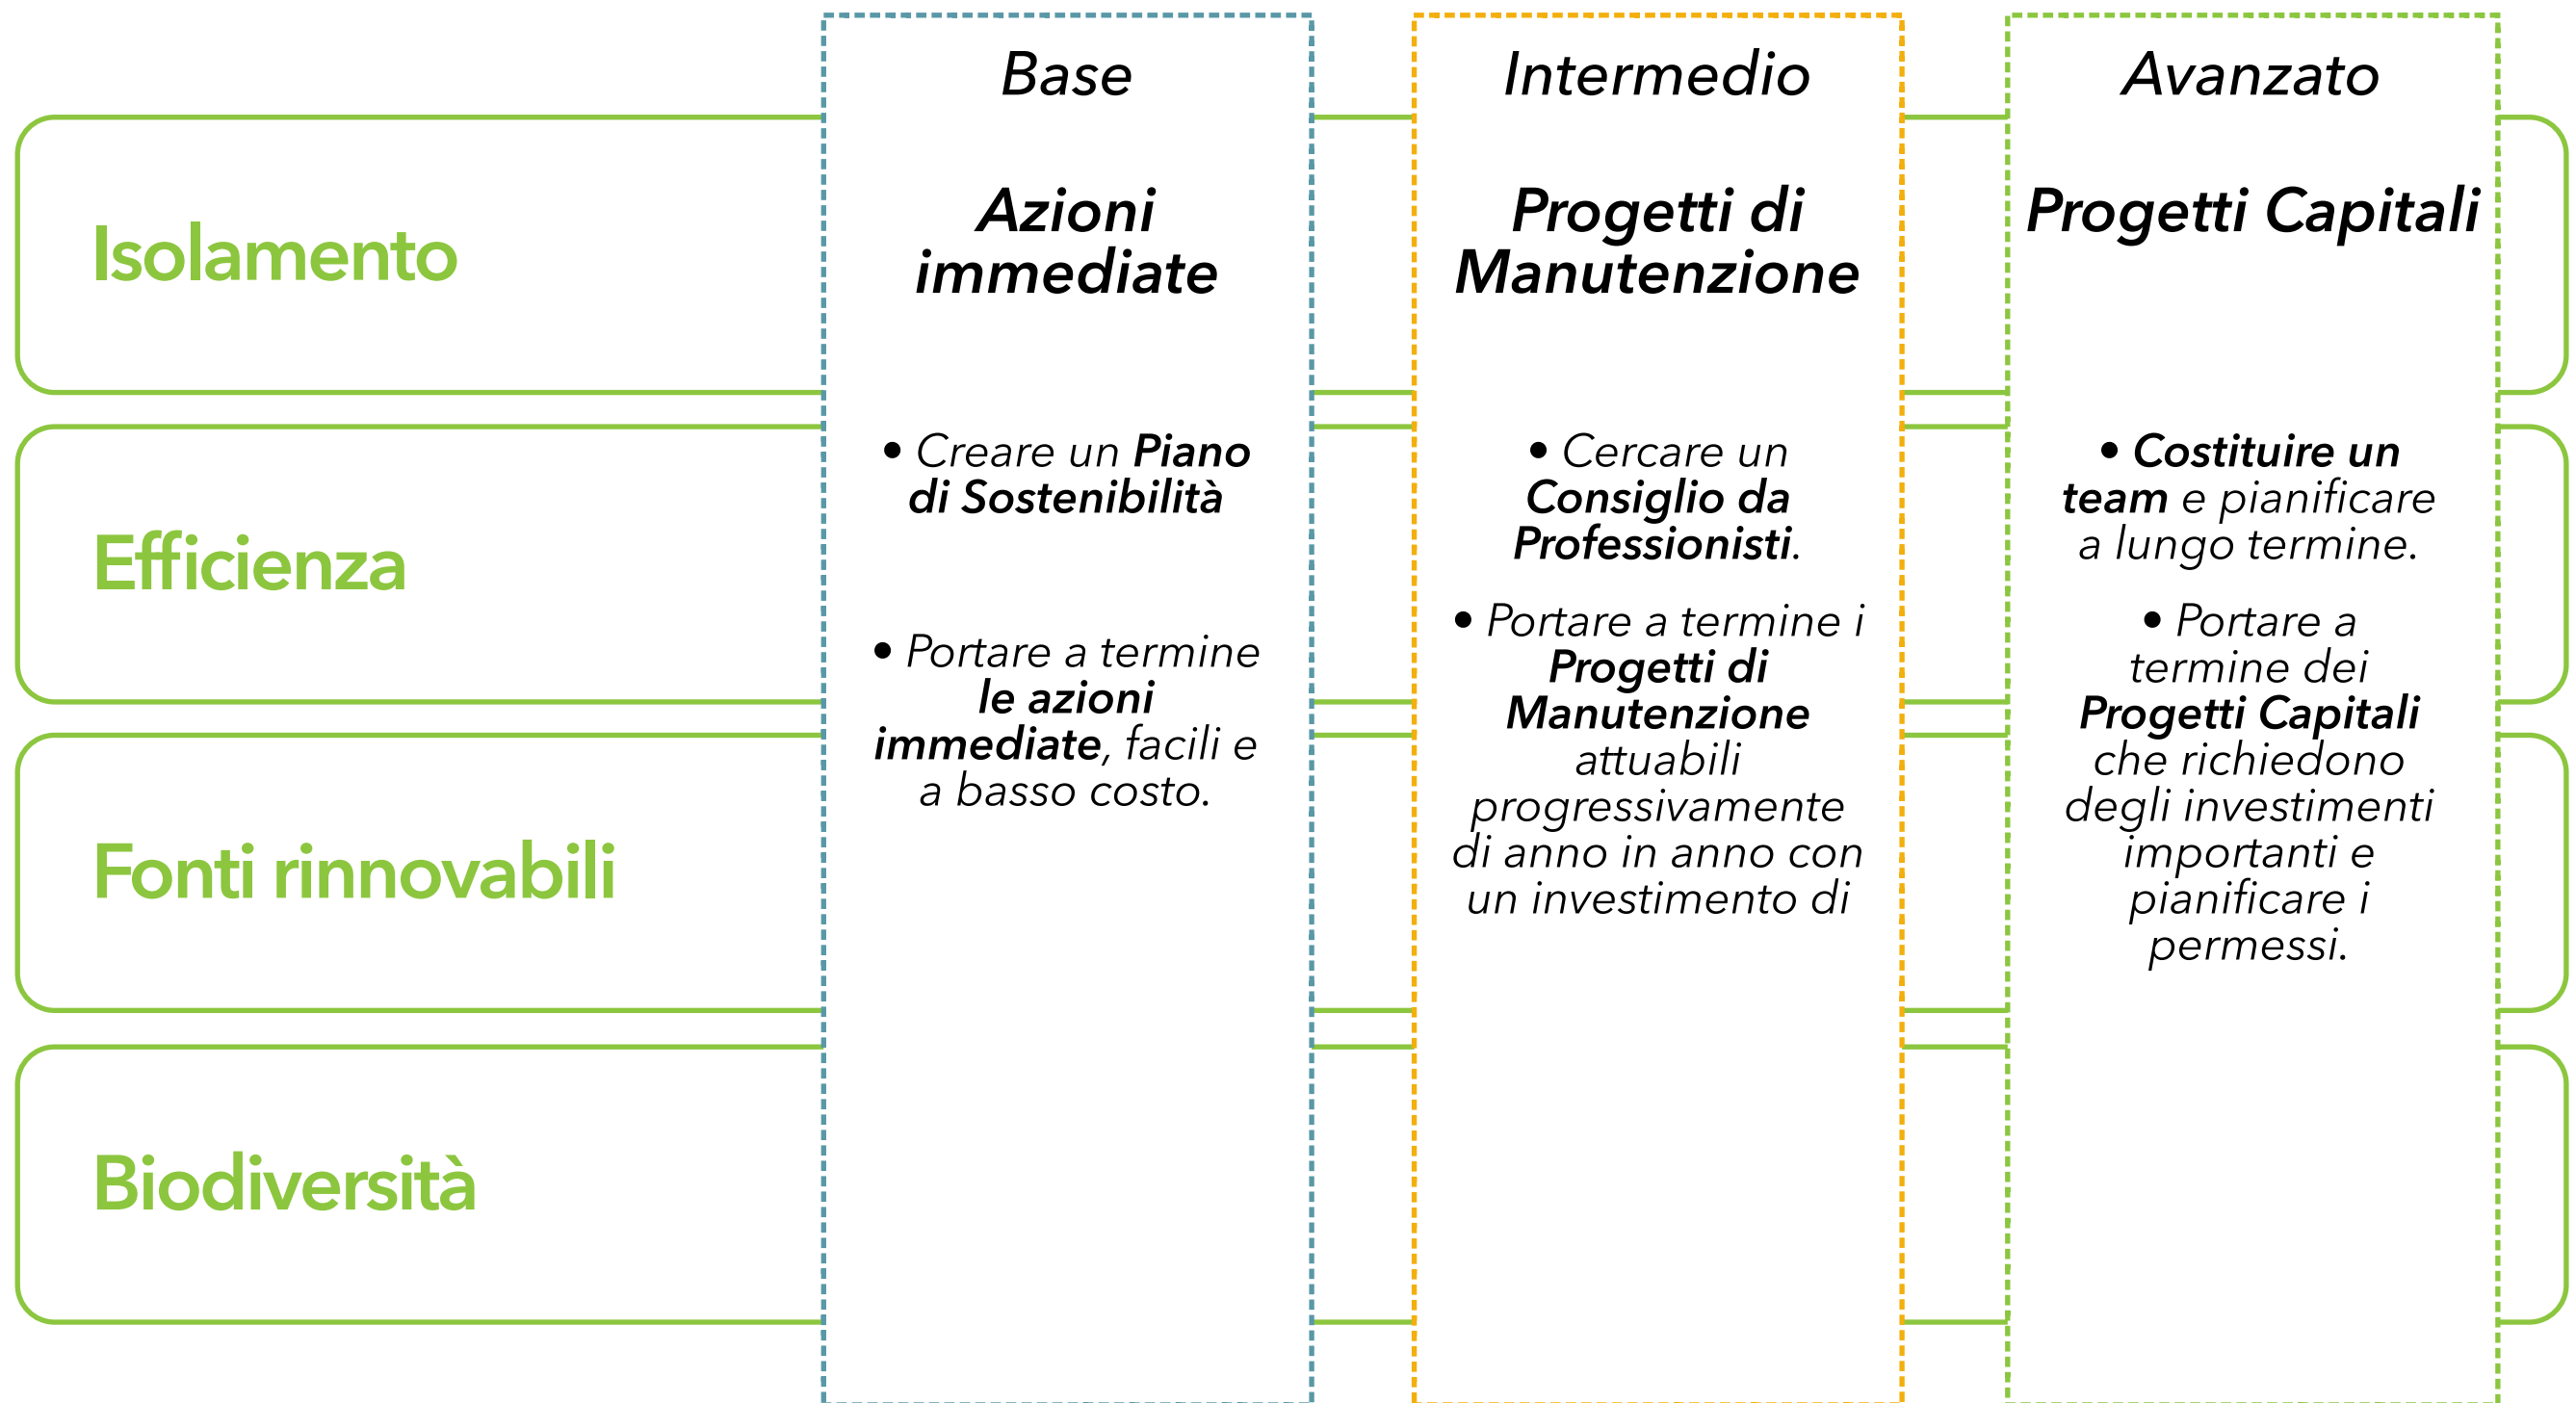 Base
Azioni
immediate
• Creare un Piano
di Sostenibilità
• Portare a termine
le azioni
immediate, facili e
a basso costo.
Intermedio
Progetti di
Manutenzione
• Cercare un
Consiglio da
Professionisti.
• Portare a termine i
Progetti di
Manutenzione
attuabili
progressivamente
di anno in anno con
un investimento di
Avanzato
Progetti Capitali
• Costituire un
team e pianificare
a lungo termine.
• Portare a
termine dei
Progetti Capitali
che richiedono
degli investimenti
importanti e
pianificare i
permessi.
Isolamento
Efficienza
Fonti rinnovabili
Biodiversità